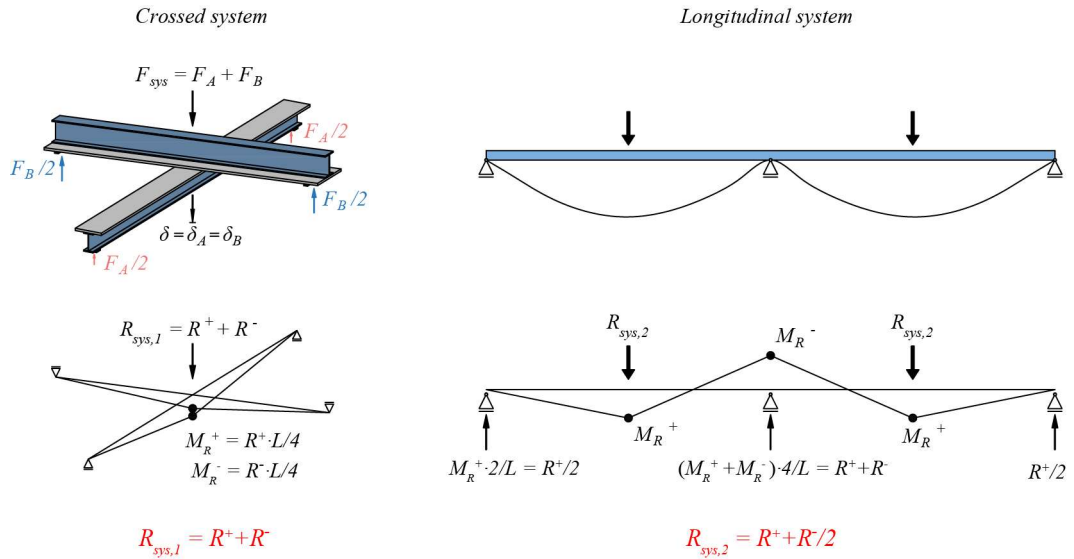 Crossed system
Longitudinal system
F_sys = F_A + F_B
F_A/2
F_B/2
F_B/2
δ = δ_A = δ_B
F_A/2
R_sys,1 = R⁺ + R⁻
R_sys,2
M_R⁻
R_sys,2
M_R⁺ = R⁺·L/4
M_R⁻ = R⁻·L/4
M_R⁺
M_R⁺
M_R⁺·2/L = R⁺/2
(M_R⁺+M_R⁻)·4/L = R⁺+R⁻
R⁺/2
R_sys,1 = R⁺+R⁻
R_sys,2 = R⁺+R⁻/2